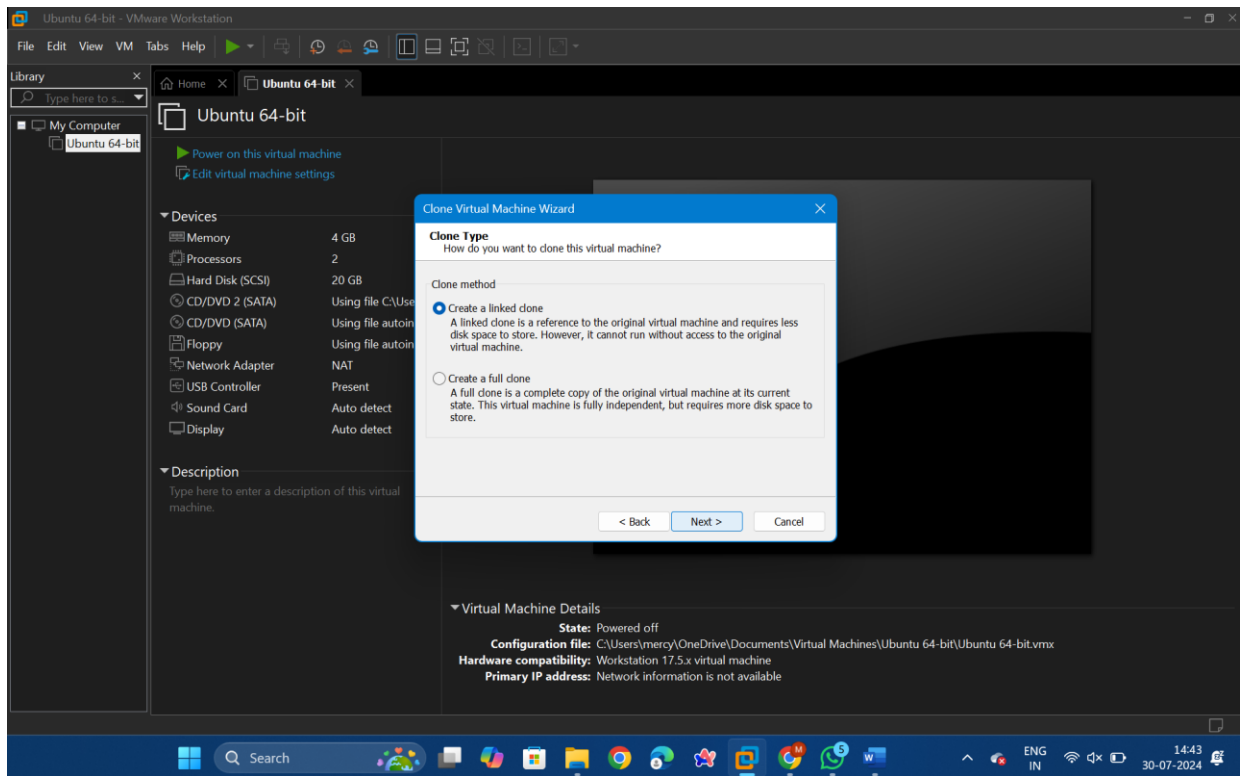 Ubuntu 64-bit - VMware Workstation
File Edit View VM Tabs Help
Library
Type here to s...
My Computer
Ubuntu 64-bit
Home
Ubuntu 64-bit
Ubuntu 64-bit
Power on this virtual machine
Edit virtual machine settings
Devices
Memory 4 GB
Processors 2
Hard Disk (SCSI) 20 GB
CD/DVD 2 (SATA) Using file C:\Use
CD/DVD (SATA) Using file autoin
Floppy Using file autoin
Network Adapter NAT
USB Controller Present
Sound Card Auto detect
Display Auto detect
Description
Type here to enter a description of this virtual
machine.
Clone Virtual Machine Wizard
Clone Type
How do you want to clone this virtual machine?
Clone method
Create a linked clone
A linked clone is a reference to the original virtual machine and requires less
disk space to store. However, it cannot run without access to the original
virtual machine.
Create a full clone
A full clone is a complete copy of the original virtual machine at its current
state. This virtual machine is fully independent, but requires more disk space to
store.
< Back Next > Cancel
Virtual Machine Details
State: Powered off
Configuration file: C:\Users\mercy\OneDrive\Documents\Virtual Machines\Ubuntu 64-bit\Ubuntu 64-bit.vmx
Hardware compatibility: Workstation 17.5.x virtual machine
Primary IP address: Network information is not available
Search
5
ENG
IN
14:43
30-07-2024